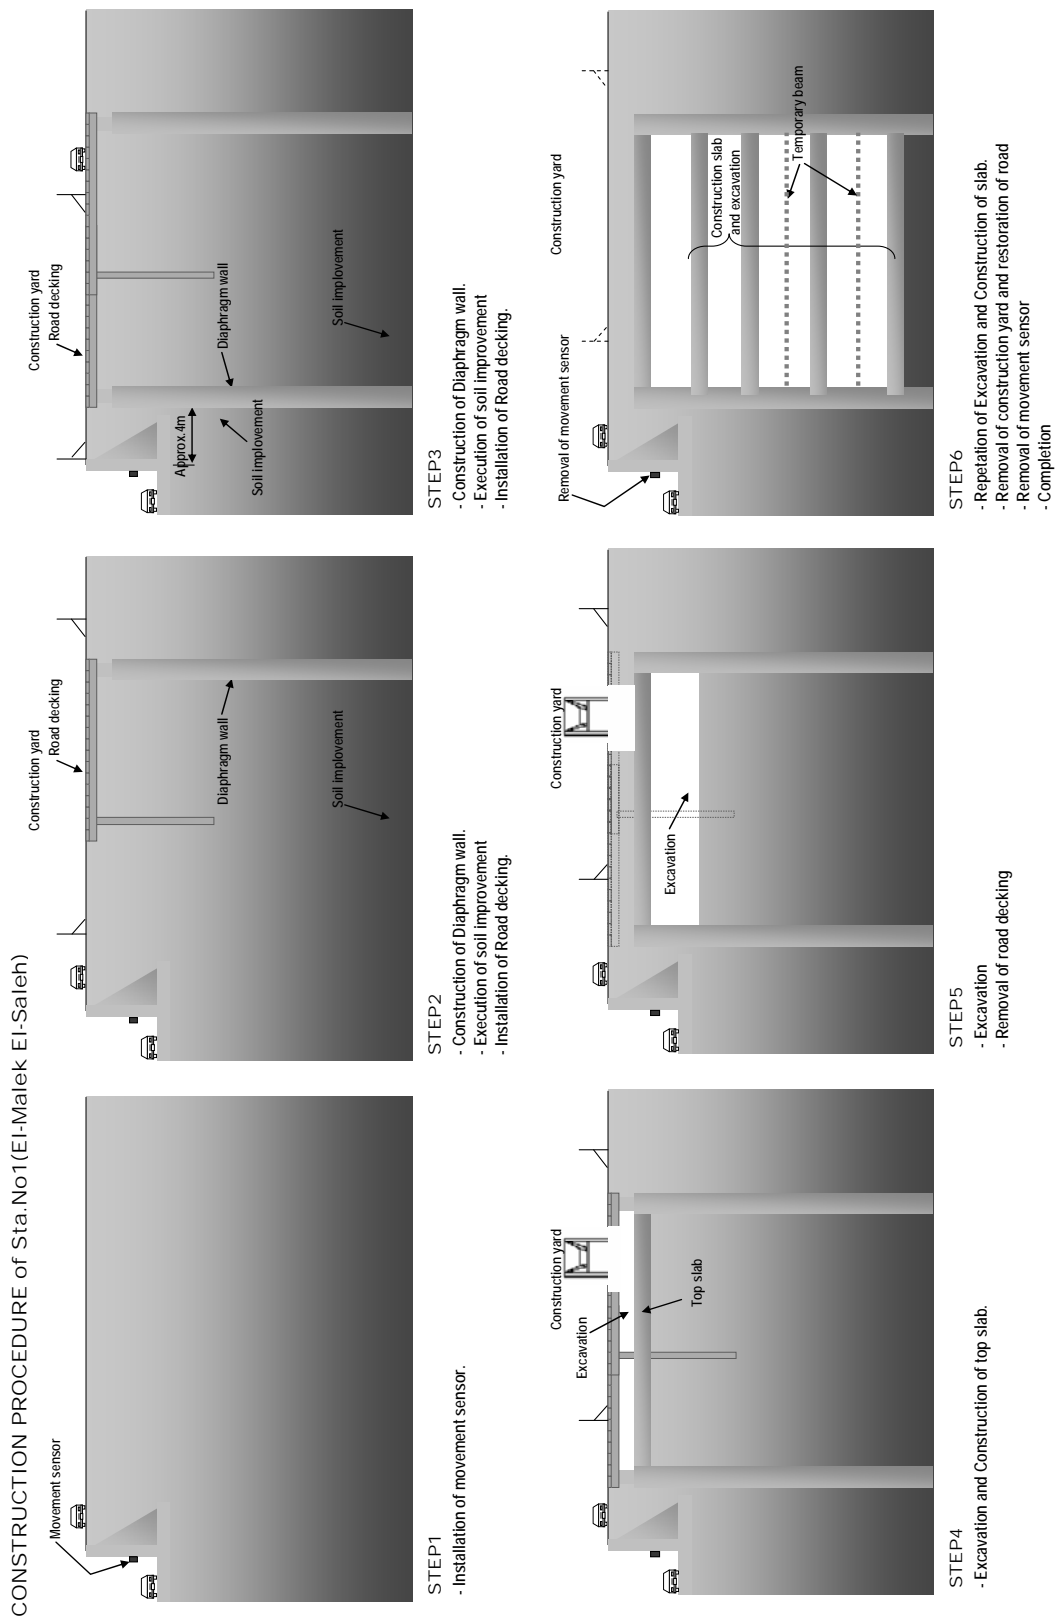 CONSTRUCTION PROCEDURE of Sta.No1(El-Malek El-Saleh)
Movement sensor
STEP1
- Installation of movement sensor.
Construction yard
Road decking
Diaphragm wall
Soil implovement
STEP2
- Construction of Diaphragm wall.
- Execution of soil improvement
- Installation of Road decking.
Construction yard
Road decking
Approx.4m
Soil implovement
Diaphragm wall
Soil implovement
STEP3
- Construction of Diaphragm wall.
- Execution of soil improvement
- Installation of Road decking.
Construction yard
Excavation
Top slab
STEP4
- Excavation and Construction of top slab.
Construction yard
Excavation
STEP5
- Excavation
- Removal of road decking
Removal of movement sensor
Construction yard
Construction slab
and excavation
Temporary beam
STEP6
- Repetation of Excavation and Construction of slab.
- Removal of construction yard and restoration of road
- Removal of movement sensor
- Completion